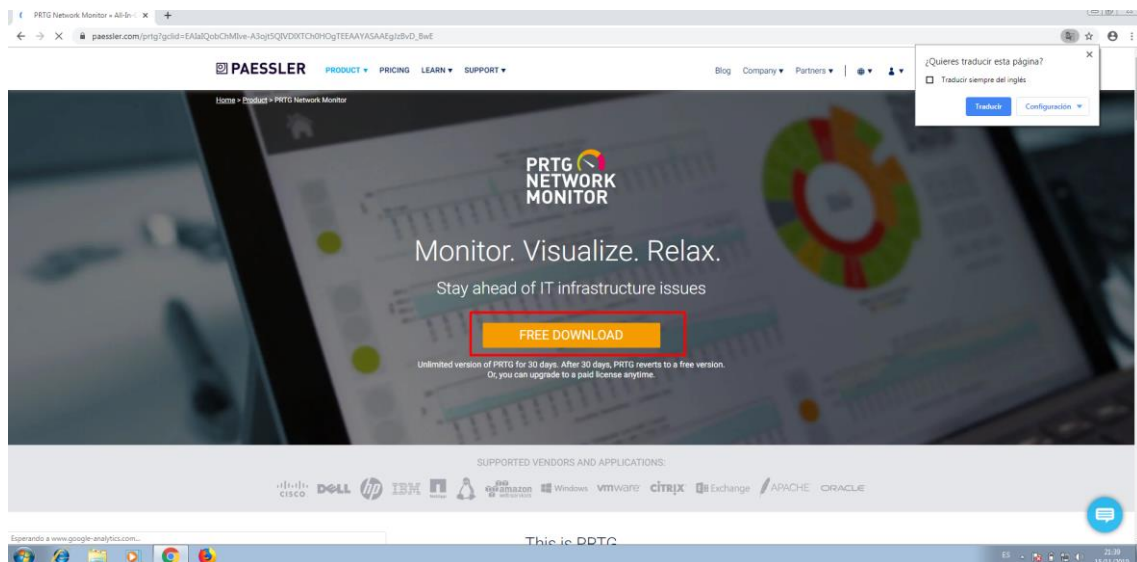 PRTG Network Monitor » All-In-
paessler.com/prtg?gclid=
PAESSLER
PRODUCT
PRICING
LEARN
SUPPORT
Blog
Company
Partners
¿Quieres traducir esta página?
Traducir siempre del inglés
Traducir
Configuración
Home » Product » PRTG Network Monitor
PRTG
NETWORK
MONITOR
Monitor. Visualize. Relax.
Stay ahead of IT infrastructure issues
FREE DOWNLOAD
Unlimited version of PRTG for 30 days. After 30 days, PRTG reverts to a free version.
Or, you can upgrade to a paid license anytime.
SUPPORTED VENDORS AND APPLICATIONS:
CISCO
DELL
hp
IBM
amazon
web services
Windows
vmware
CITRIX
Exchange
APACHE
ORACLE
Esperando a www.google-analytics.com...
This is PRTG
ES
21:39